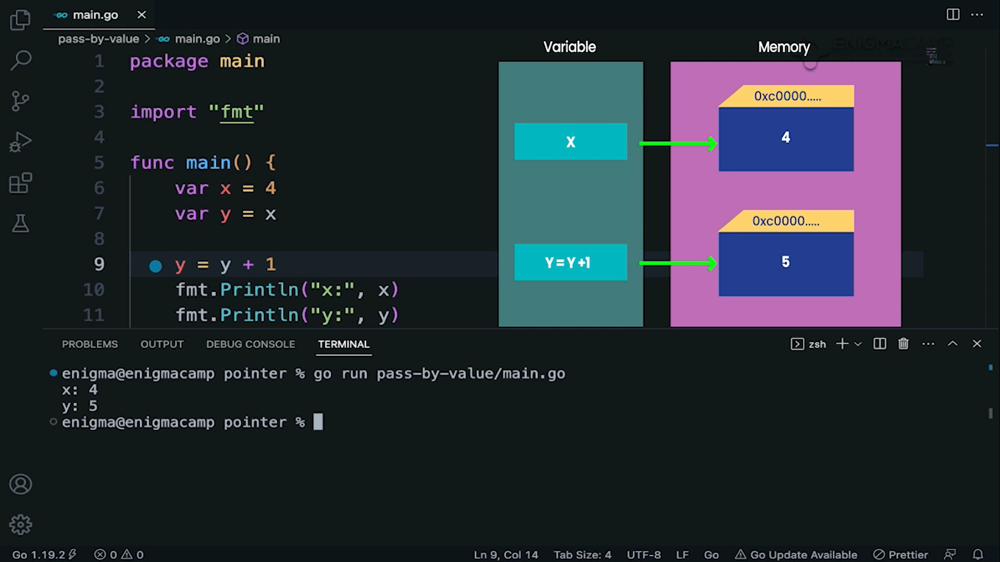 main.go
pass-by-value > main.go > main
1 package main
2
3 import "fmt"
4
5 func main() {
6 var x = 4
7 var y = x
8
9 y = y + 1
10 fmt.Println("x:", x)
11 fmt.Println("y:", y)
Variable
X
Y=Y+1
Memory
ENIGMACAMP
0xc0000.....
4
0xc0000.....
5
PROBLEMS OUTPUT DEBUG CONSOLE TERMINAL zsh
enigma@enigmacamp pointer % go run pass-by-value/main.go
x: 4
y: 5
enigma@enigmacamp pointer %
Go 1.19.2 0 0 Ln 9, Col 14 Tab Size: 4 UTF-8 LF Go Go Update Available Prettier